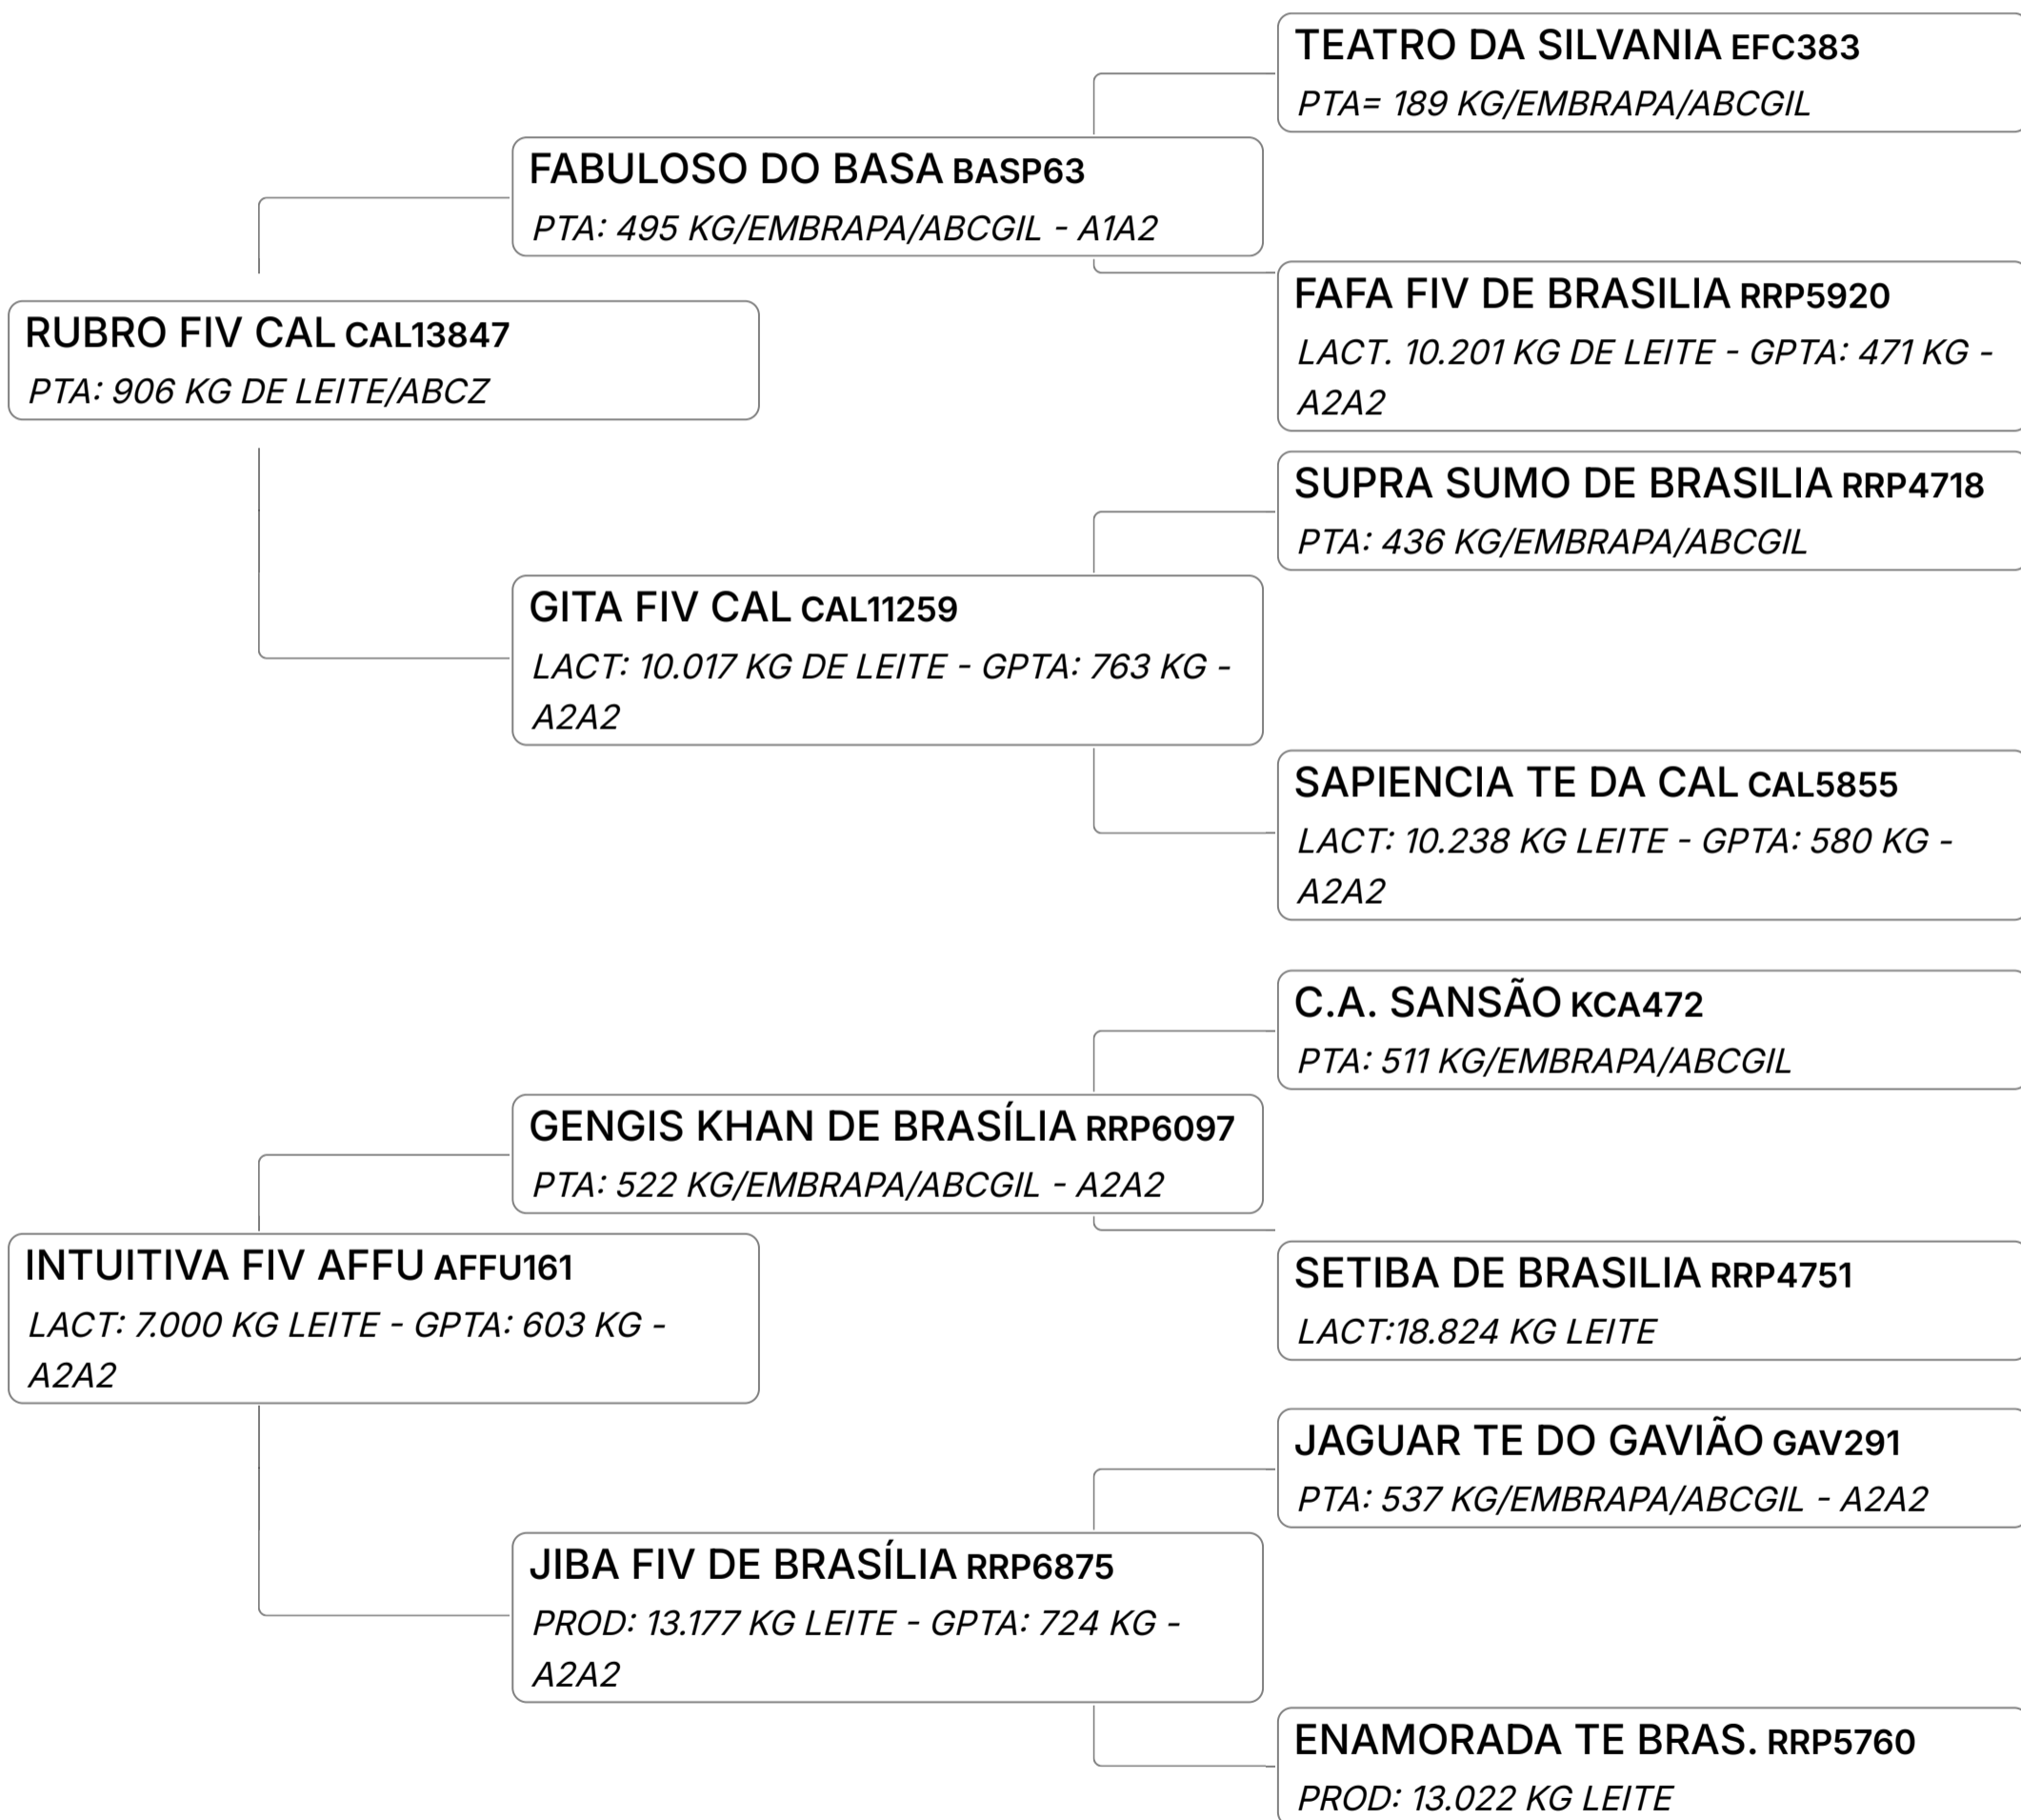 TEATRO DA SILVANIA EFC383
PTA= 189 KG/EMBRAPA/ABCGIL
FABULOSO DO BASA BASP63
PTA: 495 KG/EMBRAPA/ABCGIL - A1A2
FAFA FIV DE BRASILIA RRP5920
LACT. 10.201 KG DE LEITE - GPTA: 471 KG -
A2A2
RUBRO FIV CAL CAL13847
PTA: 906 KG DE LEITE/ABCZ
SUPRA SUMO DE BRASILIA RRP4718
PTA: 436 KG/EMBRAPA/ABCGIL
GITA FIV CAL CAL11259
LACT: 10.017 KG DE LEITE - GPTA: 763 KG -
A2A2
SAPIENCIA TE DA CAL CAL5855
LACT: 10.238 KG LEITE - GPTA: 580 KG -
A2A2
C.A. SANSÃO KCA472
PTA: 511 KG/EMBRAPA/ABCGIL
GENGIS KHAN DE BRASÍLIA RRP6097
PTA: 522 KG/EMBRAPA/ABCGIL - A2A2
SETIBA DE BRASILIA RRP4751
LACT:18.824 KG LEITE
INTUITIVA FIV AFFU AFFU161
LACT: 7.000 KG LEITE - GPTA: 603 KG -
A2A2
JAGUAR TE DO GAVIÃO GAV291
PTA: 537 KG/EMBRAPA/ABCGIL - A2A2
JIBA FIV DE BRASÍLIA RRP6875
PROD: 13.177 KG LEITE - GPTA: 724 KG -
A2A2
ENAMORADA TE BRAS. RRP5760
PROD: 13.022 KG LEITE